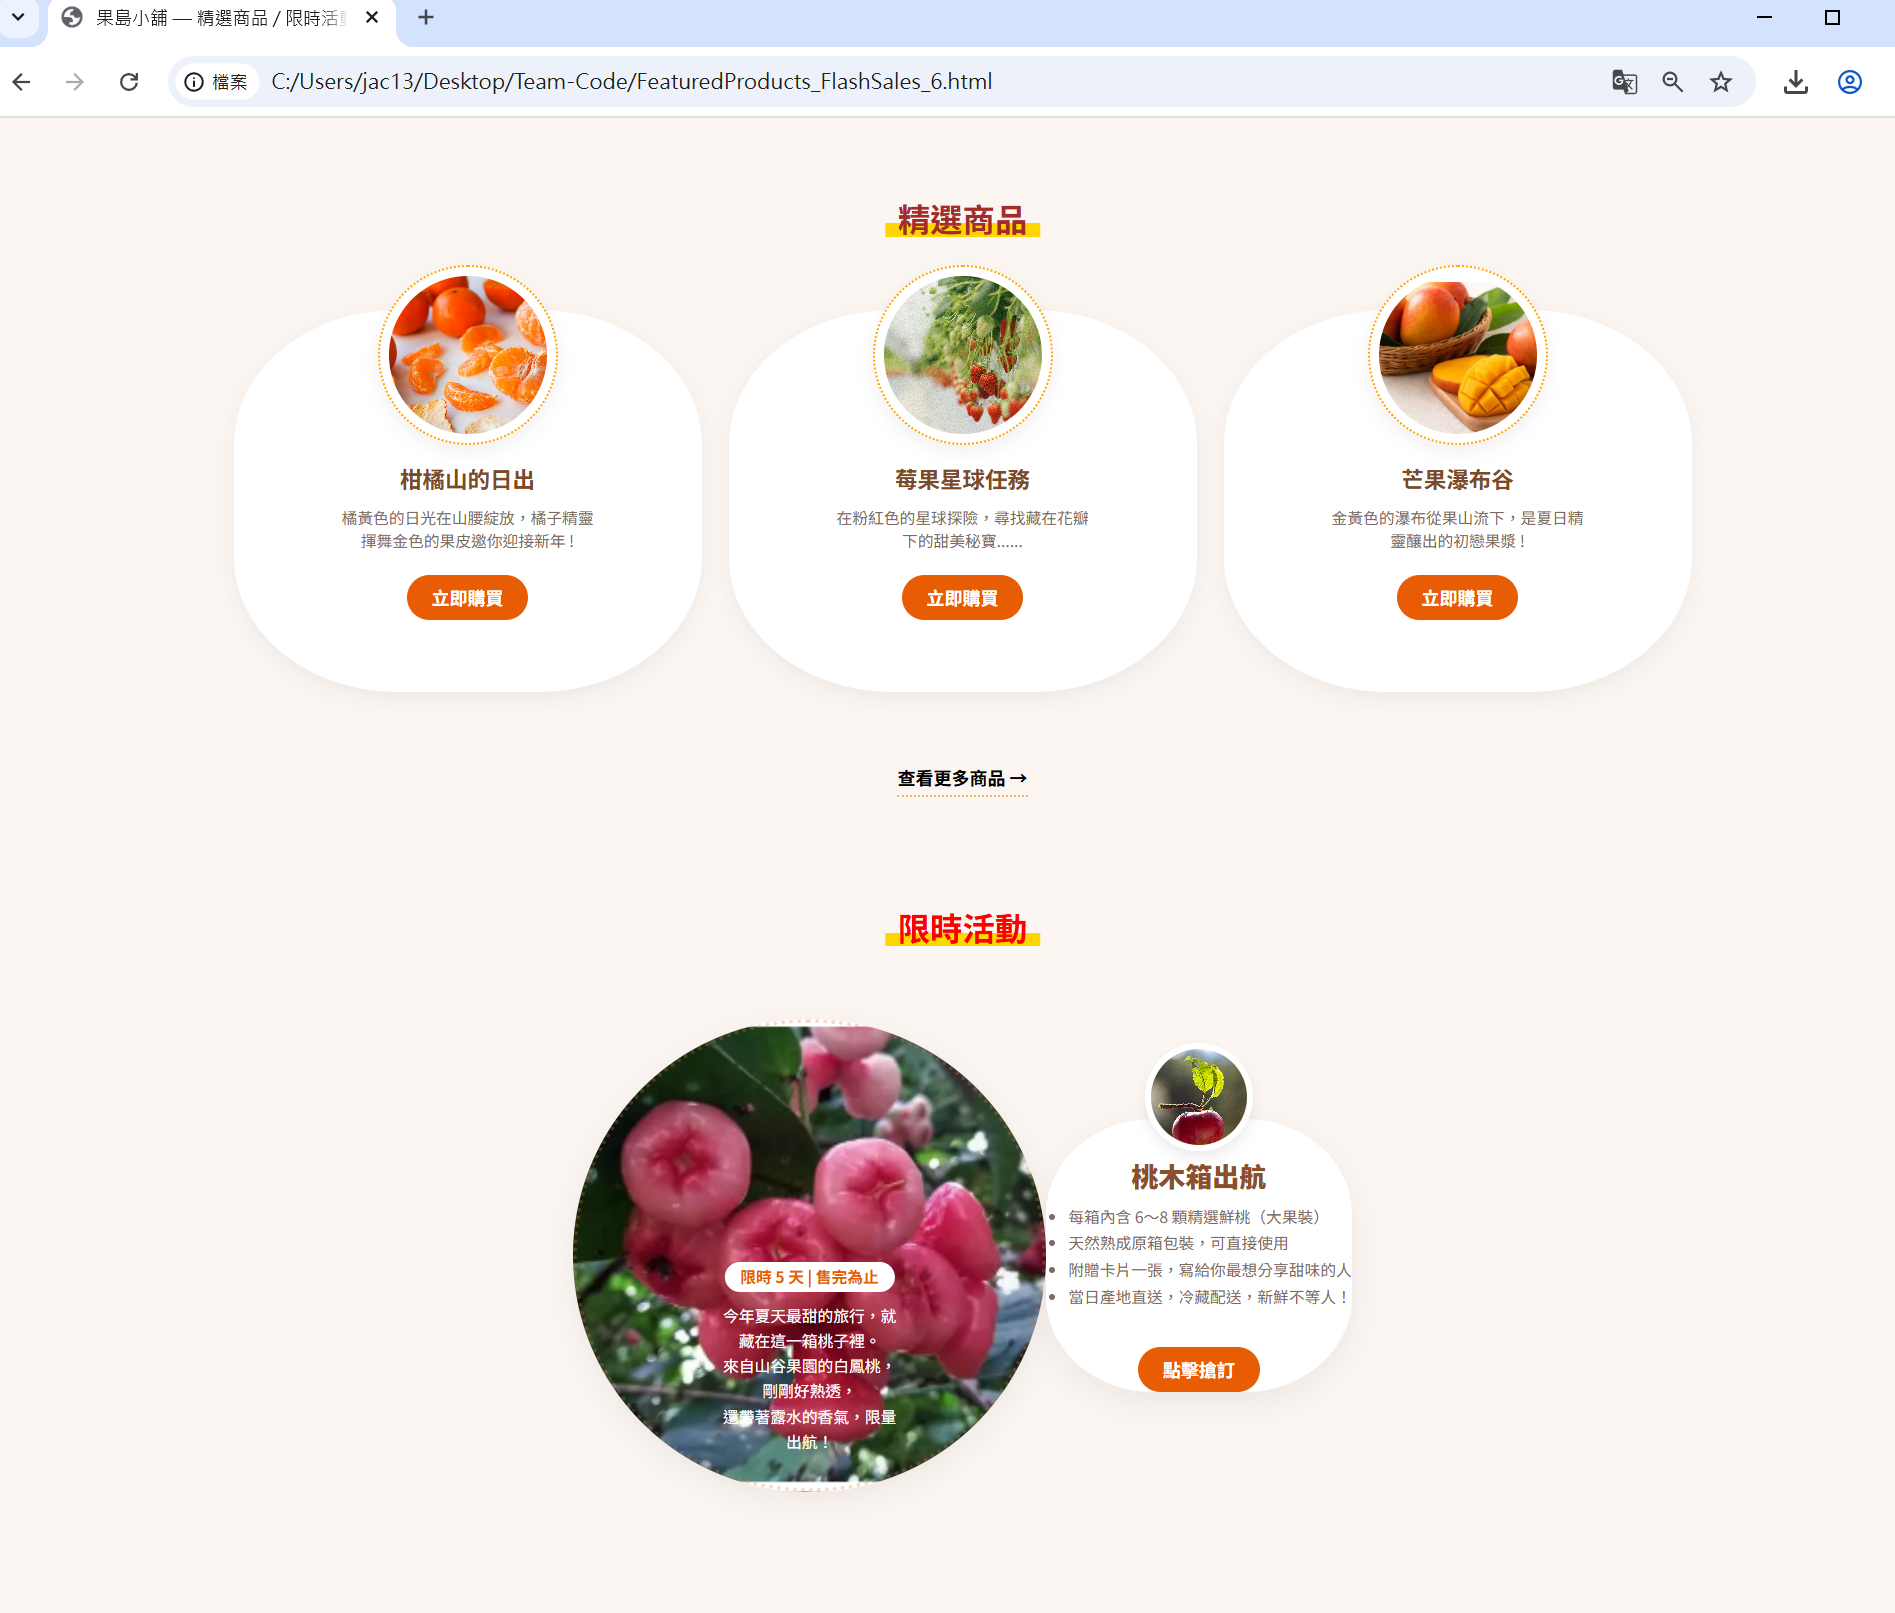 果島小舖 — 精選商品 / 限時活
檔案
C:/Users/jac13/Desktop/Team-Code/FeaturedProducts_FlashSales_6.html
精選商品
柑橘山的日出
橘黃色的日光在山腰綻放，橘子精靈
揮舞金色的果皮邀你迎接新年！
立即購買
莓果星球任務
在粉紅色的星球探險，尋找藏在花瓣
下的甜美秘寶......
立即購買
芒果瀑布谷
金黃色的瀑布從果山流下，是夏日精
靈釀出的初戀果漿！
立即購買
查看更多商品 →
限時活動
限時 5 天 | 售完為止
今年夏天最甜的旅行，就
藏在這一箱桃子裡。
來自山谷果園的白鳳桃，
剛剛好熟透，
還帶著露水的香氣，限量
出航！
桃木箱出航
• 每箱內含 6～8 顆精選鮮桃（大果裝）
• 天然熟成原箱包裝，可直接使用
• 附贈卡片一張，寫給你最想分享甜味的人
• 當日產地直送，冷藏配送，新鮮不等人！
點擊搶訂